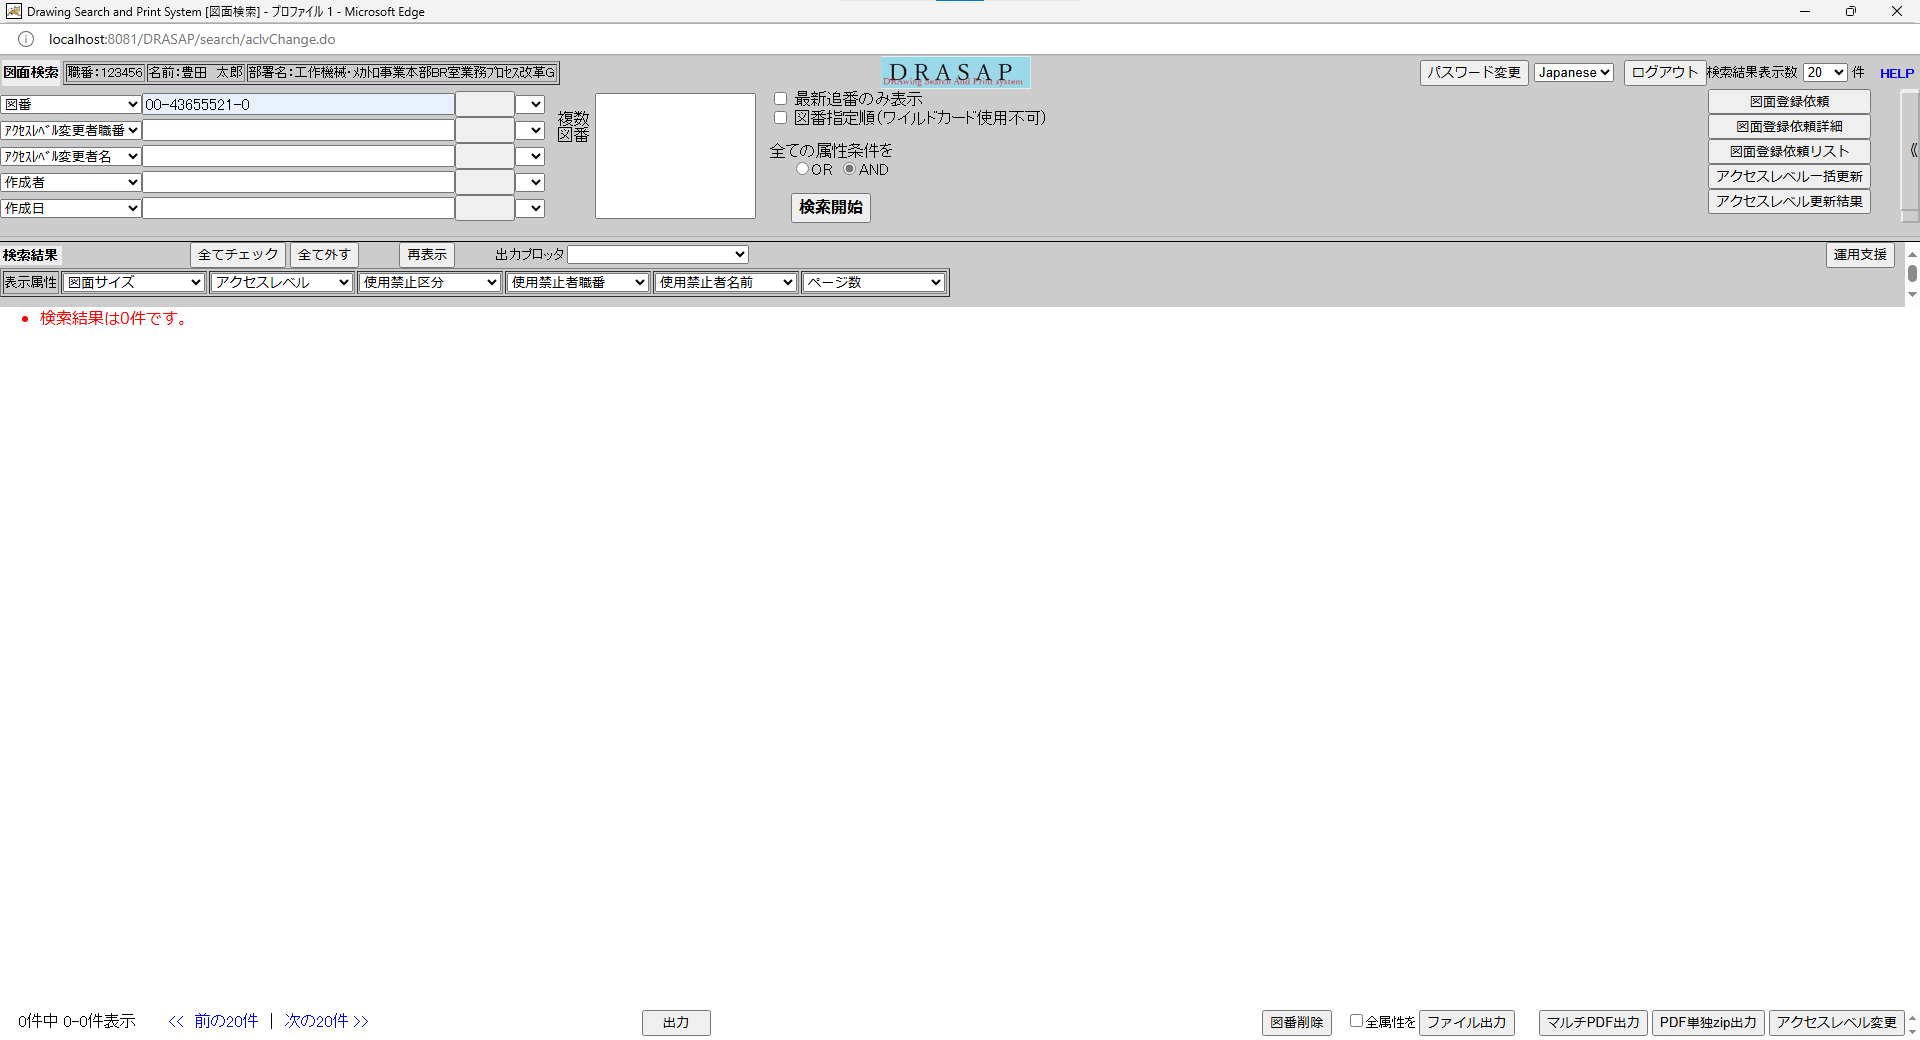 Drawing Search and Print System [図面検索] - プロファイル 1 - Microsoft Edge
localhost:8081/DRASAP/search/aclvChange.do
図面検索 職番:123456 名前:豊田　太郎 部署名:工作機械・ﾒｶﾄﾛ事業本部BR室業務ﾌﾟﾛｾｽ改革G
DRASAP
DRAwing Search And Print system
パスワード変更 Japanese ログアウト 検索結果表示数 20 件 HELP
図番 00-43655521-0
ｱｸｾｽﾚﾍﾞﾙ変更者職番
ｱｸｾｽﾚﾍﾞﾙ変更者名
作成者
作成日
複数
図番
最新追番のみ表示
図番指定順(ワイルドカード使用不可)
全ての属性条件を
OR AND
検索開始
図面登録依頼
図面登録依頼詳細
図面登録依頼リスト
アクセスレベル一括更新
アクセスレベル更新結果
《
検索結果 全てチェック 全て外す 再表示 出力プロッタ 運用支援
表示属性 図面サイズ アクセスレベル 使用禁止区分 使用禁止者職番 使用禁止者名前 ページ数
• 検索結果は0件です。
0件中 0-0件表示 << 前の20件 | 次の20件 >> 出力 図番削除 全属性を ファイル出力 マルチPDF出力 PDF単独zip出力 アクセスレベル変更